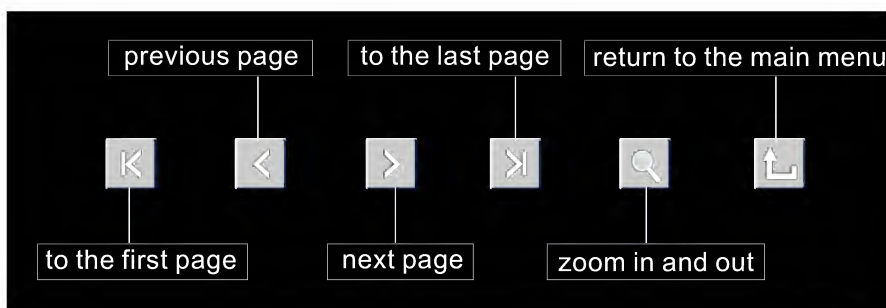 previous page
to the last page
return to the main menu
to the first page
next page
zoom in and out